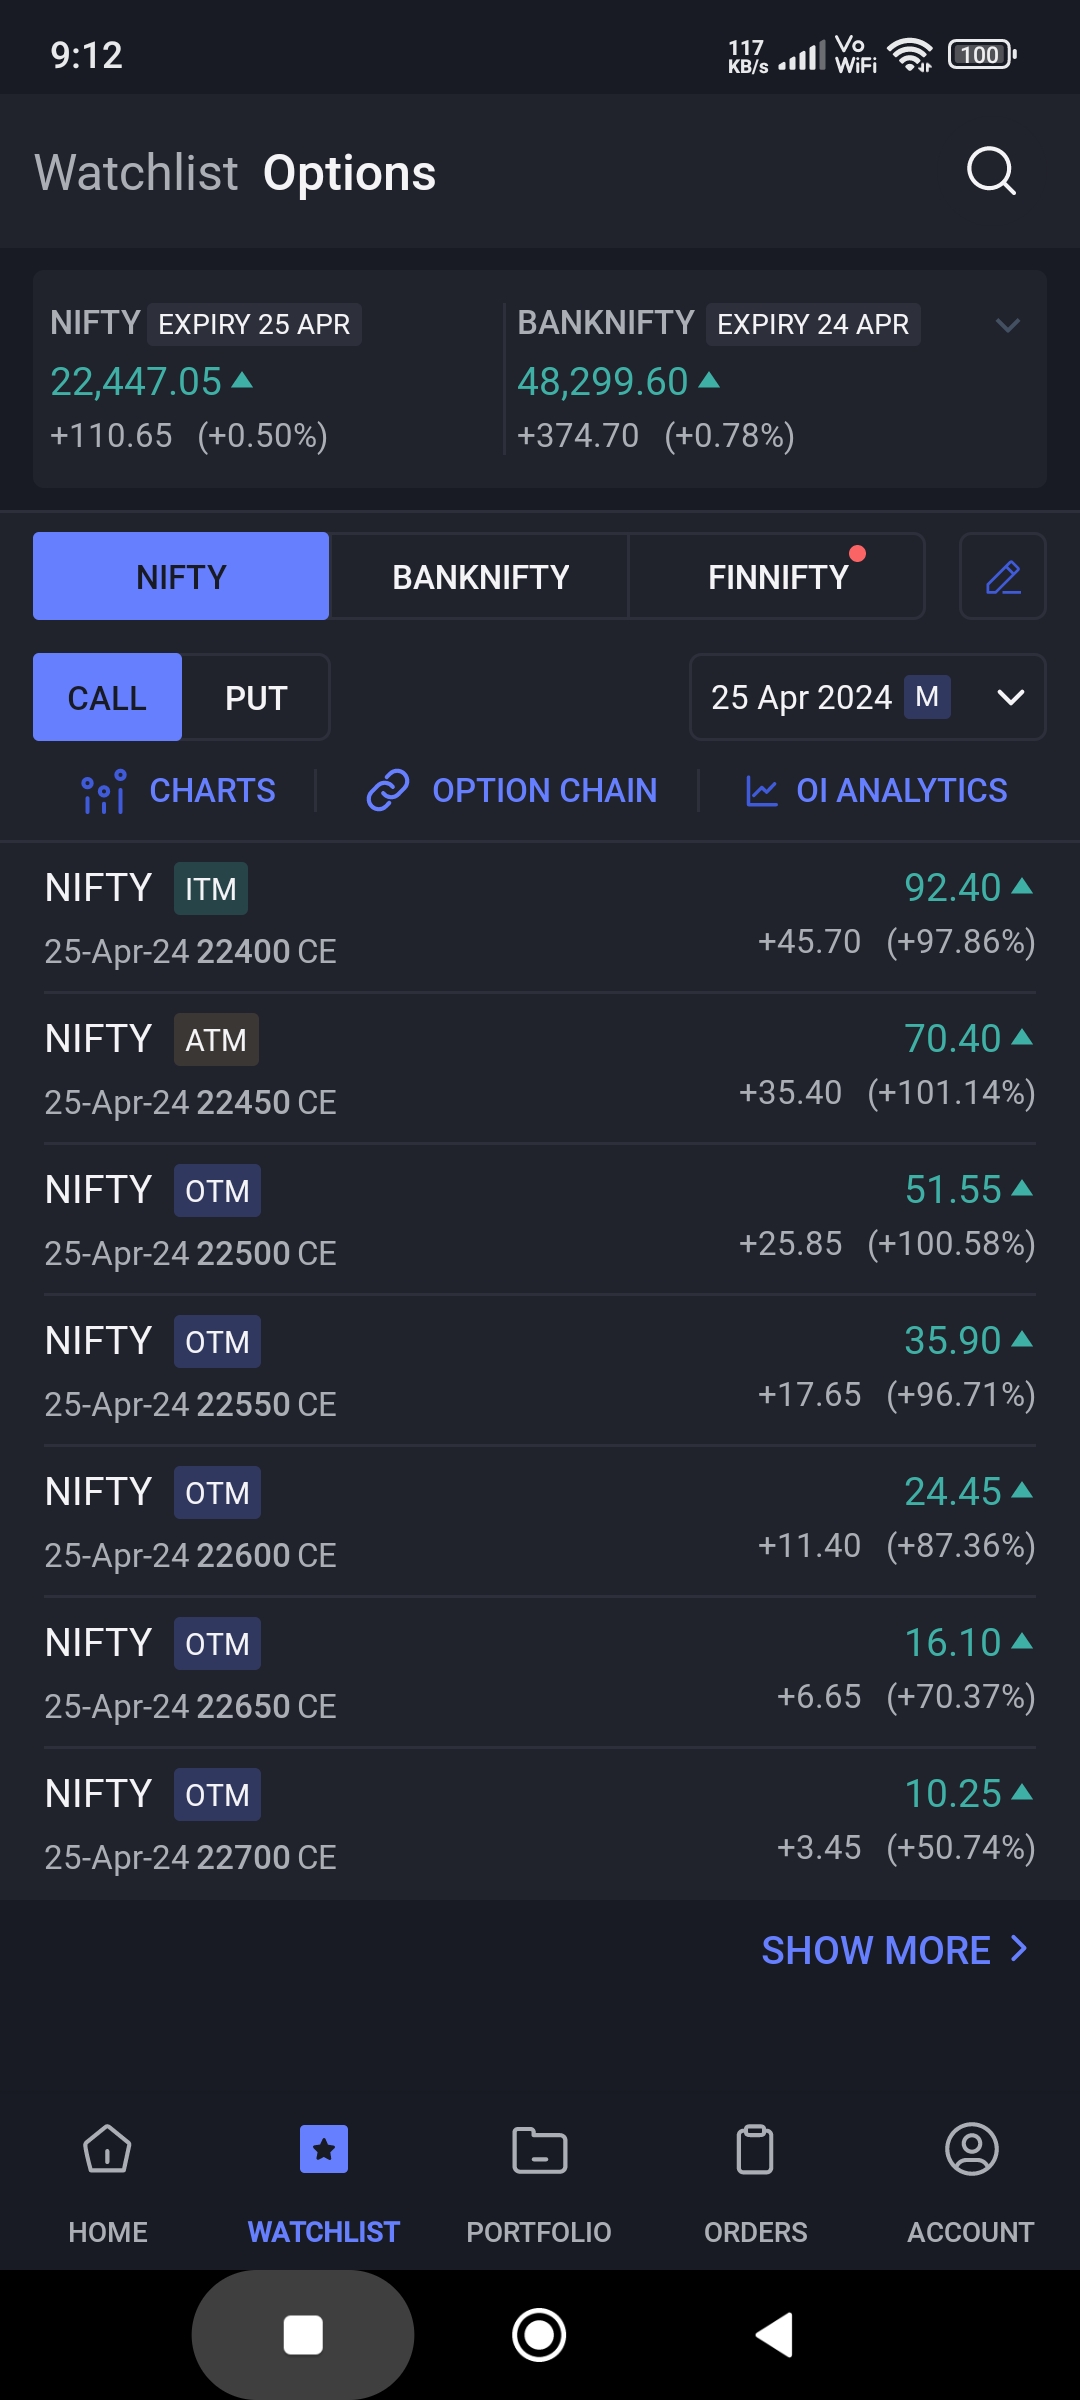 9:12 117 KB/s Vo WiFi 100
Watchlist Options
NIFTY EXPIRY 25 APR BANKNIFTY EXPIRY 24 APR
22,447.05 48,299.60
+110.65 (+0.50%) +374.70 (+0.78%)
NIFTY BANKNIFTY FINNIFTY
CALL PUT 25 Apr 2024 M
CHARTS OPTION CHAIN OI ANALYTICS
NIFTY ITM 92.40
25-Apr-24 22400 CE +45.70 (+97.86%)
NIFTY ATM 70.40
25-Apr-24 22450 CE +35.40 (+101.14%)
NIFTY OTM 51.55
25-Apr-24 22500 CE +25.85 (+100.58%)
NIFTY OTM 35.90
25-Apr-24 22550 CE +17.65 (+96.71%)
NIFTY OTM 24.45
25-Apr-24 22600 CE +11.40 (+87.36%)
NIFTY OTM 16.10
25-Apr-24 22650 CE +6.65 (+70.37%)
NIFTY OTM 10.25
25-Apr-24 22700 CE +3.45 (+50.74%)
SHOW MORE
HOME WATCHLIST PORTFOLIO ORDERS ACCOUNT